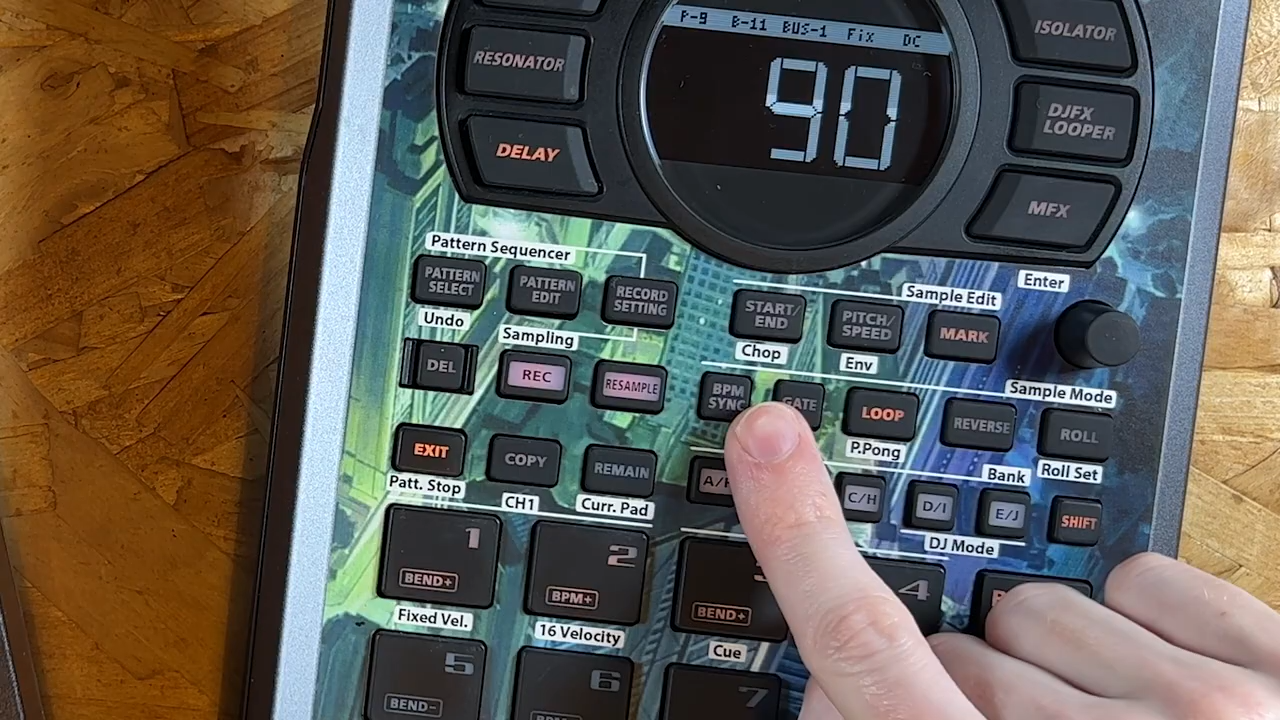 P-9 B-11 BUS-1 Fix DC
90
RESONATOR
DELAY
ISOLATOR
DJFX
LOOPER
MFX
Pattern Sequencer
PATTERN
SELECT
PATTERN
EDIT
RECORD
SETTING
Undo
Sampling
DEL
REC
RESAMPLE
EXIT
COPY
REMAIN
Patt. Stop
CH1
Curr. Pad
Enter
Sample Edit
START/
END
PITCH/
SPEED
MARK
Chop
Env
Sample Mode
BPM
SYNC
GATE
LOOP
REVERSE
ROLL
P.Pong
Bank
Roll Set
C/H
D/I
E/J
SHIFT
DJ Mode
1
BEND+
2
BPM+
BEND+
4
Fixed Vel.
16 Velocity
Cue
5
BEND-
6
7